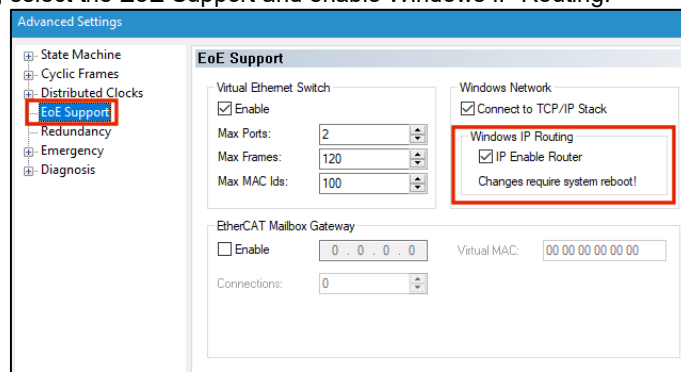 select the EoE Support and enable Windows IP Routing.
Advanced Settings
State Machine
Cyclic Frames
Distributed Clocks
EoE Support
Redundancy
Emergency
Diagnosis
EoE Support
Virtual Ethernet Switch
Enable
Max Ports: 2
Max Frames: 120
Max MAC Ids: 100
Windows Network
Connect to TCP/IP Stack
Windows IP Routing
IP Enable Router
Changes require system reboot!
EtherCAT Mailbox Gateway
Enable 0 . 0 . 0 . 0 Virtual MAC: 00 00 00 00 00 00
Connections: 0